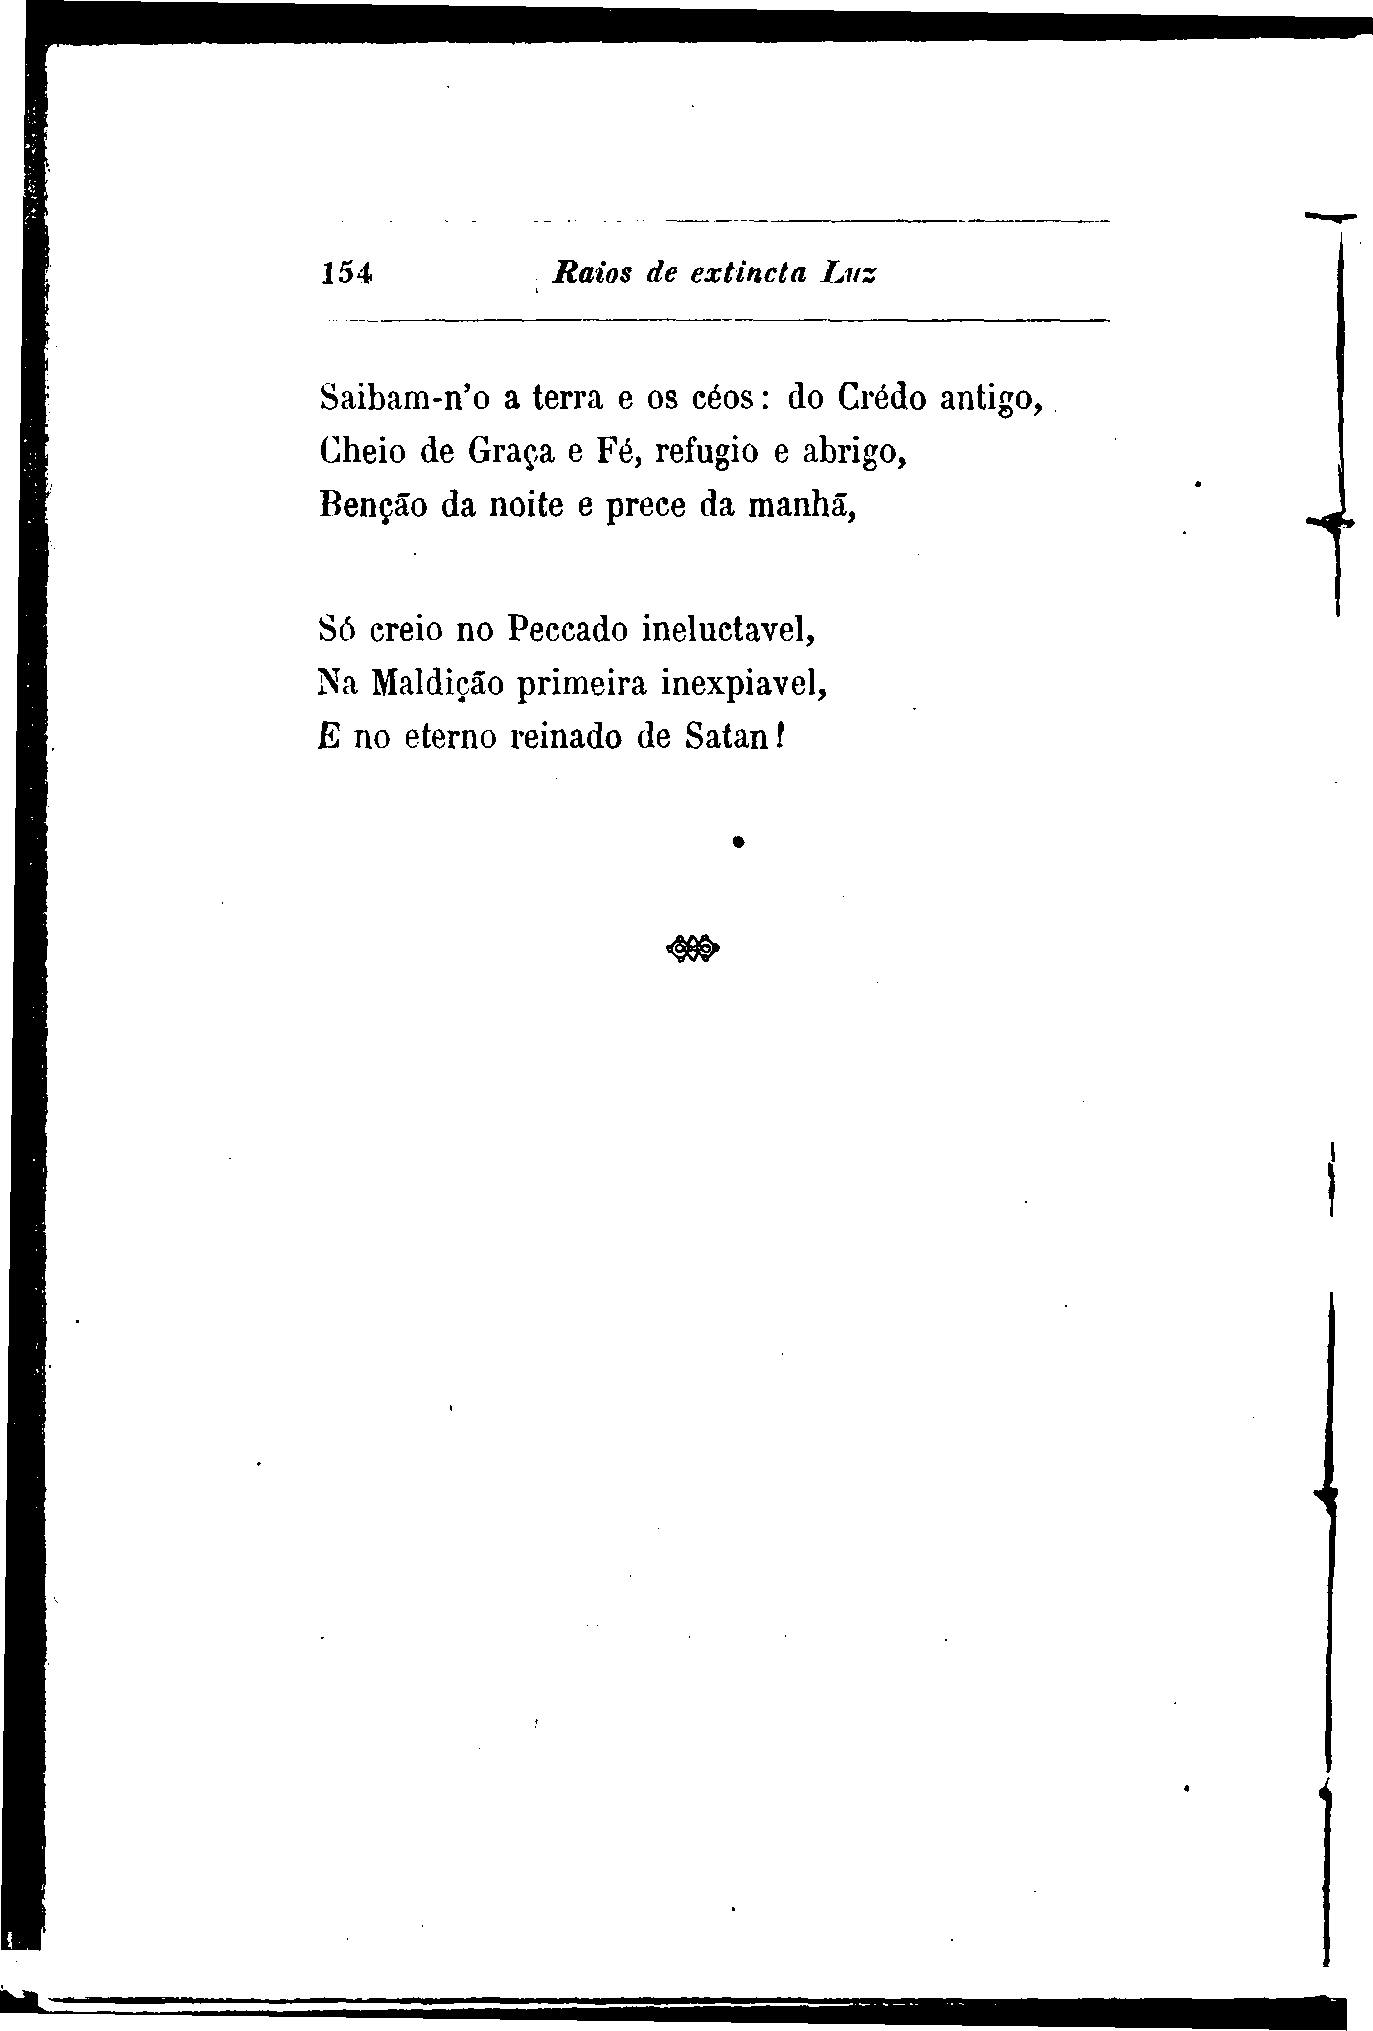 154 Raios de extincta Luz
Saibam-n'o a terra e os céos: do Crédo antigo,
Cheio de Graça e Fé, refugio e abrigo,
Benção da noite e prece da manhã,
Só creio no Peccado ineluctavel,
Na Maldição primeira inexpiavel,
E no eterno reinado de Satan!